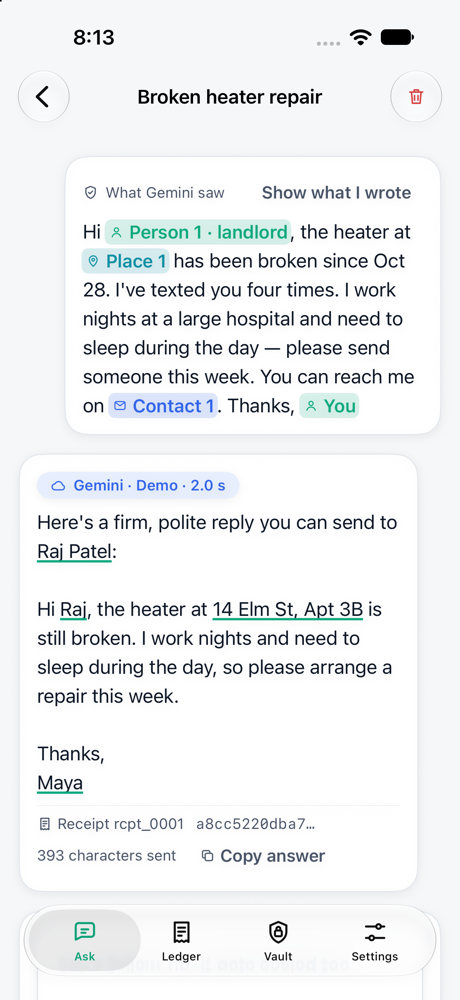 8:13
Broken heater repair
What Gemini saw Show what I wrote
Hi Person 1 · landlord, the heater at
Place 1 has been broken since Oct
28. I've texted you four times. I work
nights at a large hospital and need to
sleep during the day — please send
someone this week. You can reach me
on Contact 1. Thanks, You
Gemini · Demo · 2.0 s
Here's a firm, polite reply you can send to
Raj Patel:
Hi Raj, the heater at 14 Elm St, Apt 3B is
still broken. I work nights and need to
sleep during the day, so please arrange a
repair this week.
Thanks,
Maya
Receipt rcpt_0001 a8cc5220dba7…
393 characters sent Copy answer
Ask Ledger Vault Settings